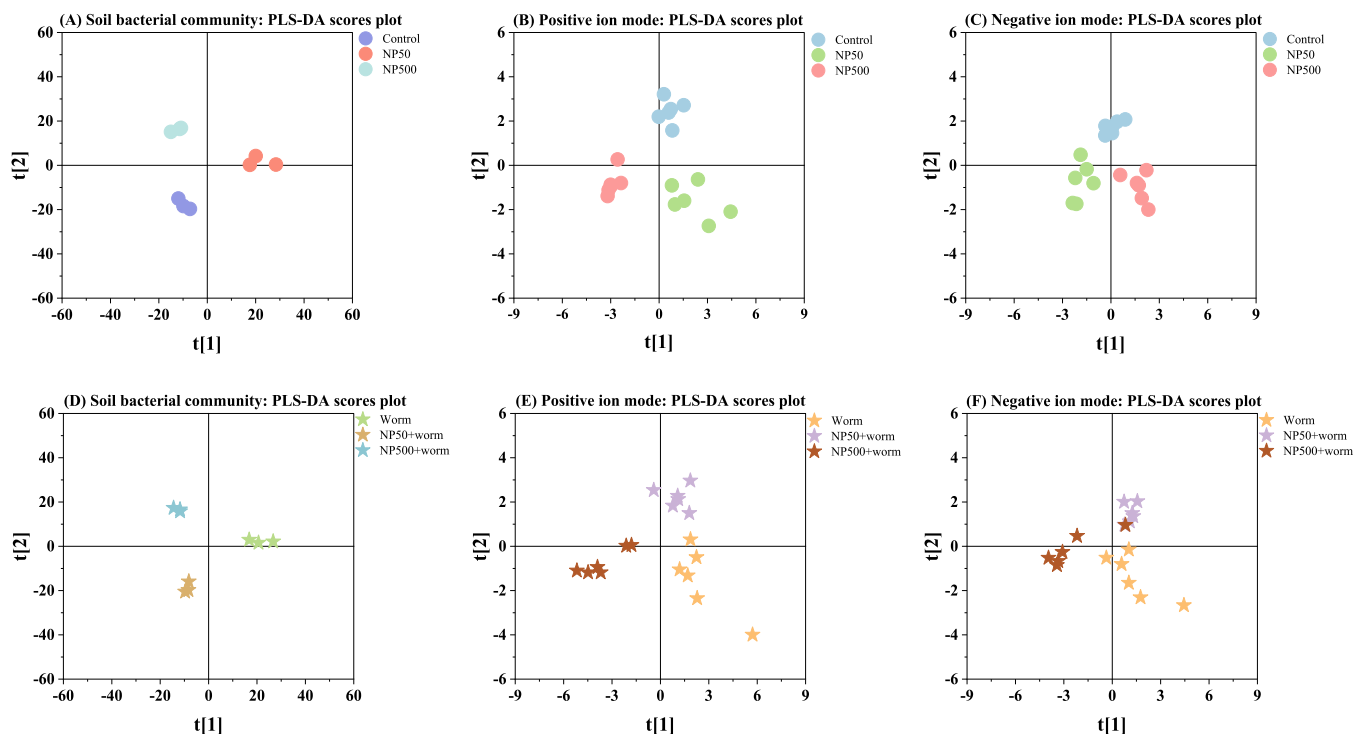 (A) Soil bacterial community: PLS-DA scores plot
60
40
20
0
-20
-40
-60
-60
-40
-20
0
20
40
60
t[2]
t[1]
Control
NP50
NP500
(B) Positive ion mode: PLS-DA scores plot
6
4
2
0
-2
-4
-6
-9
-6
-3
0
3
6
9
t[2]
t[1]
Control
NP50
NP500
(C) Negative ion mode: PLS-DA scores plot
6
4
2
0
-2
-4
-6
-9
-6
-3
0
3
6
9
t[2]
t[1]
Control
NP50
NP500
(D) Soil bacterial community: PLS-DA scores plot
60
40
20
0
-20
-40
-60
-60
-40
-20
0
20
40
60
t[2]
t[1]
Worm
NP50+worm
NP500+worm
(E) Positive ion mode: PLS-DA scores plot
6
4
2
0
-2
-4
-6
-9
-6
-3
0
3
6
9
t[2]
t[1]
Worm
NP50+worm
NP500+worm
(F) Negative ion mode: PLS-DA scores plot
6
4
2
0
-2
-4
-6
-9
-6
-3
0
3
6
9
t[2]
t[1]
Worm
NP50+worm
NP500+worm